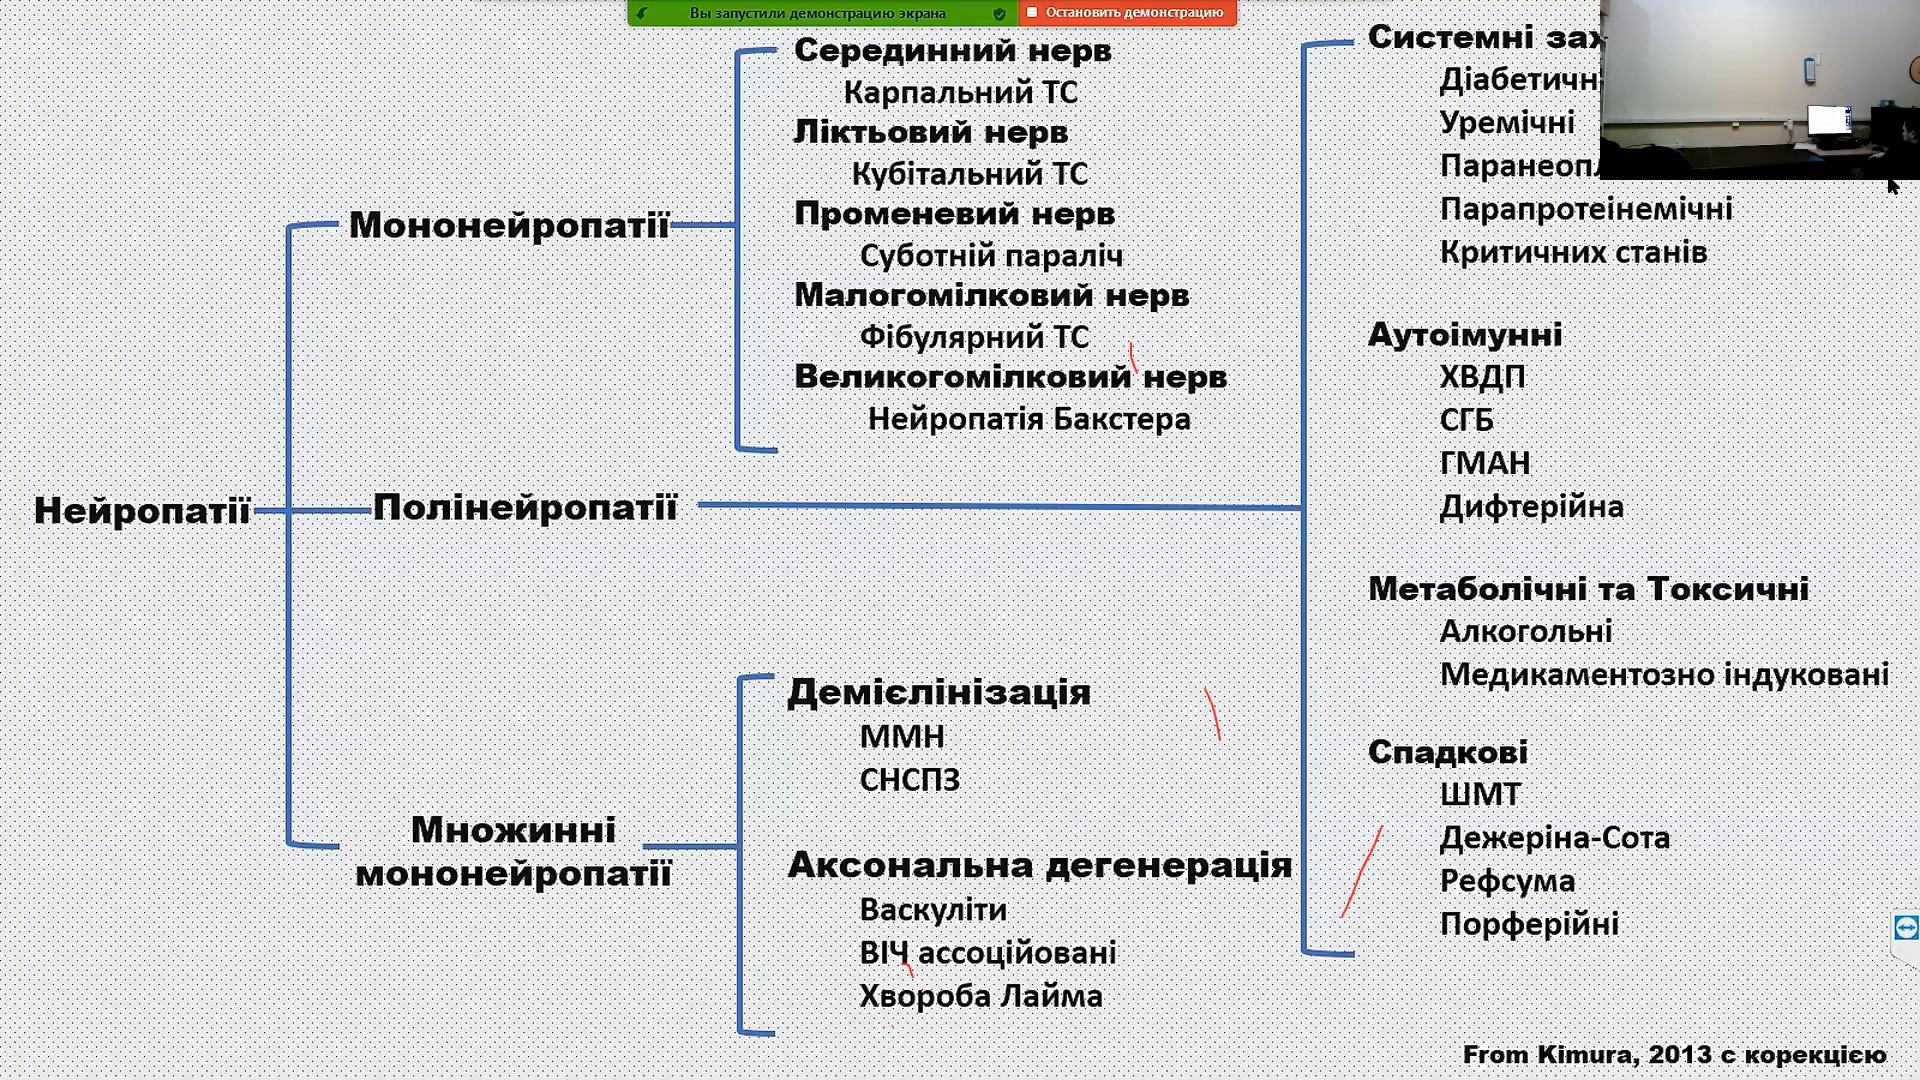 Вы запустили демонстрацию экрана
Остановить демонстрацию
Нейропатії
Мононейропатії
Серединний нерв
Карпальний ТС
Ліктьовий нерв
Кубітальний ТС
Променевий нерв
Суботній параліч
Малогомілковий нерв
Фібулярний ТС
Великогомілковий нерв
Нейропатія Бакстера
Полінейропатії
Системні
Уремічні
Парапротеінемічні
Критичних станів
Аутоімунні
ХВДП
СГБ
ГМАН
Дифтерійна
Метаболічні та Токсичні
Алкогольні
Медикаментозно індуковані
Спадкові
ШМТ
Дежеріна-Сота
Рефсума
Порферійні
Множинні
мононейропатії
Демієлінізація
ММН
СНСПЗ
Аксональна дегенерація
Васкуліти
ВІЧ ассоційовані
Хвороба Лайма
From Kimura, 2013 с корекцією